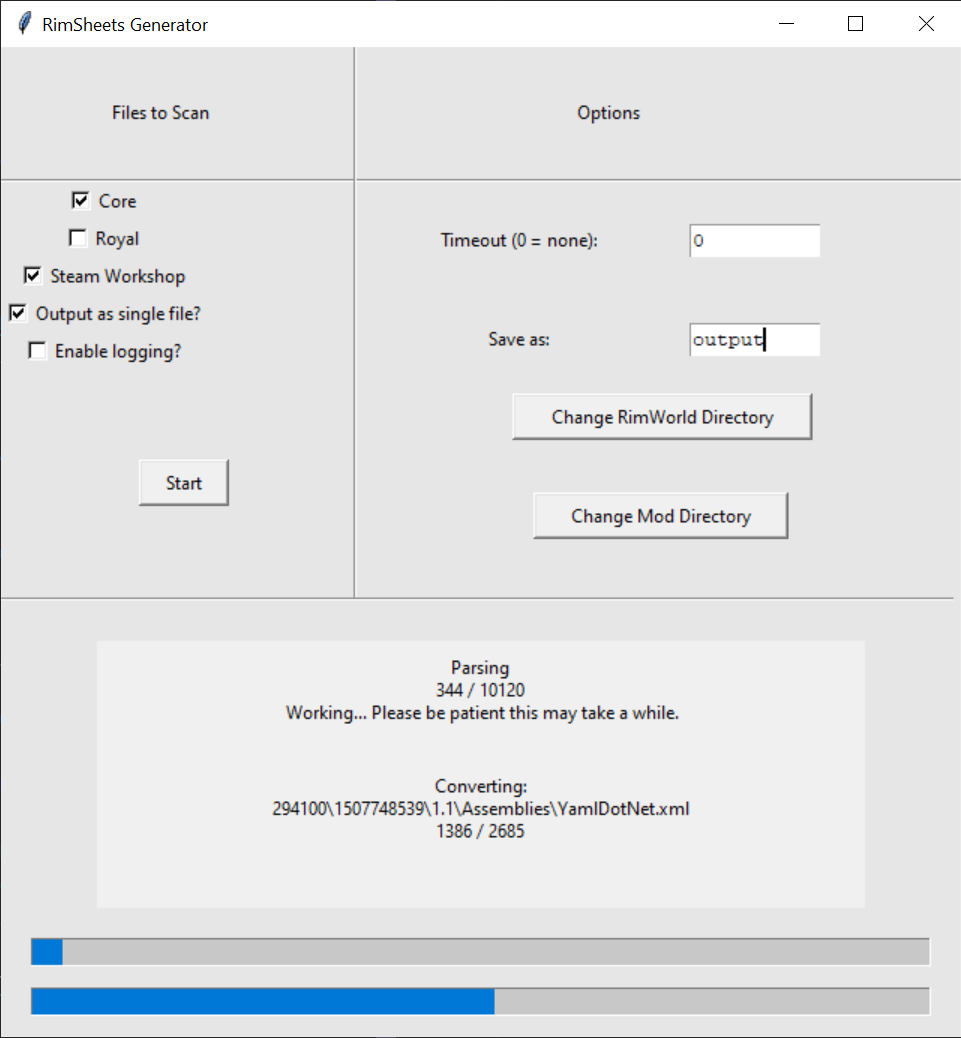 RimSheets Generator
Files to Scan
Options
Core
Royal
Steam Workshop
Output as single file?
Enable logging?
Start
Timeout (0 = none):
0
Save as:
output
Change RimWorld Directory
Change Mod Directory
Parsing
344 / 10120
Working... Please be patient this may take a while.
Converting:
294100\1507748539\1.1\Assemblies\YamlDotNet.xml
1386 / 2685